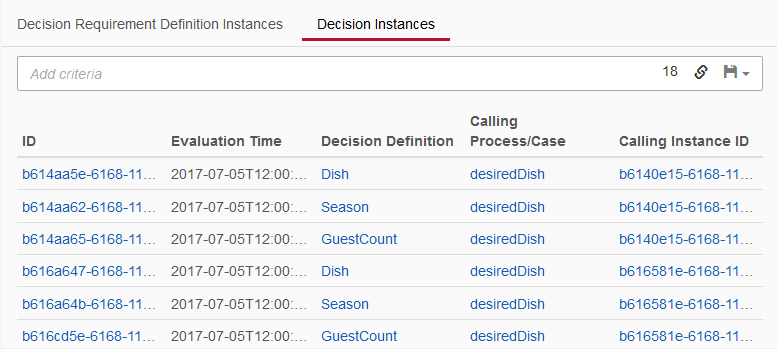 Decision Requirement Definition Instances Decision Instances
Add criteria 18
ID Evaluation Time Decision Definition Calling Process/Case Calling Instance ID
b614aa5e-6168-11... 2017-07-05T12:00:... Dish desiredDish b6140e15-6168-11...
b614aa62-6168-11... 2017-07-05T12:00:... Season desiredDish b6140e15-6168-11...
b614aa65-6168-11... 2017-07-05T12:00:... GuestCount desiredDish b6140e15-6168-11...
b616a647-6168-11... 2017-07-05T12:00:... Dish desiredDish b616581e-6168-11...
b616a64b-6168-11... 2017-07-05T12:00:... Season desiredDish b616581e-6168-11...
b616cd5e-6168-11... 2017-07-05T12:00:... GuestCount desiredDish b616581e-6168-11...